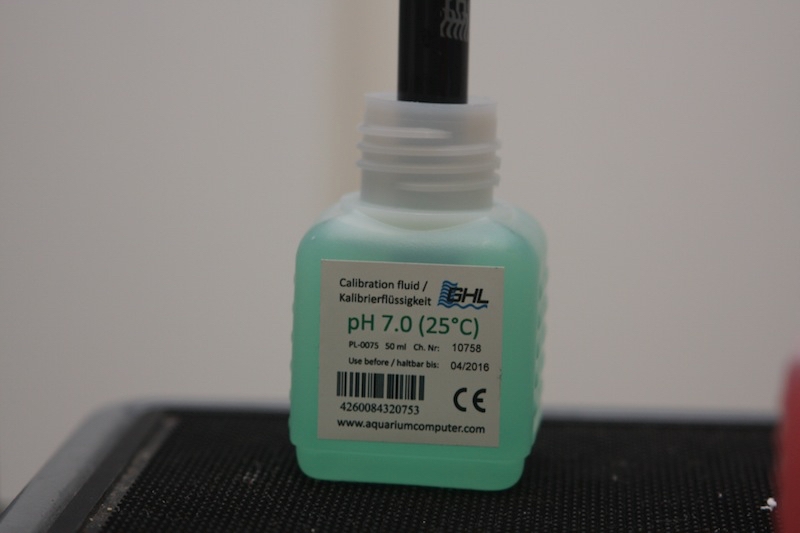 Calibration fluid /
Kalibrierflüssigkeit
GHL
pH 7.0 (25°C)
PL-0075 50 ml Ch. Nr: 10758
Use before / haltbar bis: 04/2016
CE
4260084320753
www.aquariumcomputer.com